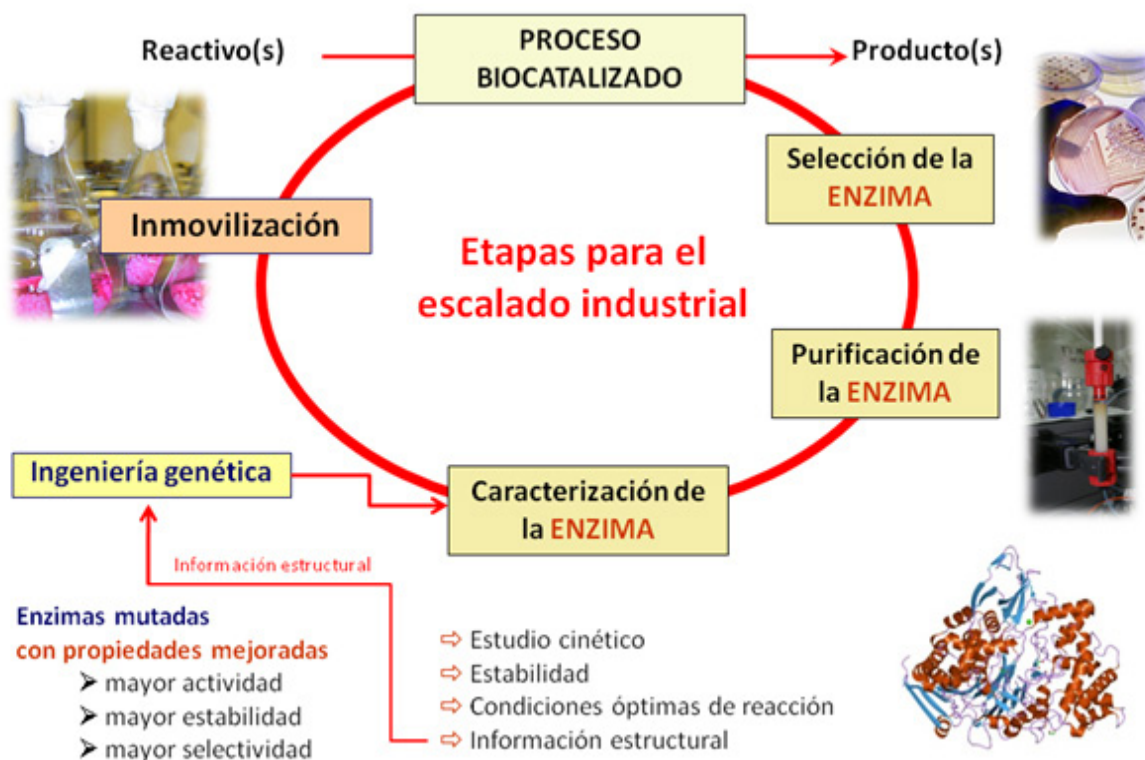 Reactivo(s)
PROCESO
BIOCATALIZADO
Producto(s)
Selección de la
ENZIMA
Inmovilización
Etapas para el
escalado industrial
Purificación de
la ENZIMA
Ingeniería genética
Caracterización de
la ENZIMA
Información estructural
Enzimas mutadas
con propiedades mejoradas
➤ mayor actividad
➤ mayor estabilidad
➤ mayor selectividad
⇨ Estudio cinético
⇨ Estabilidad
⇨ Condiciones óptimas de reacción
⇨ Información estructural